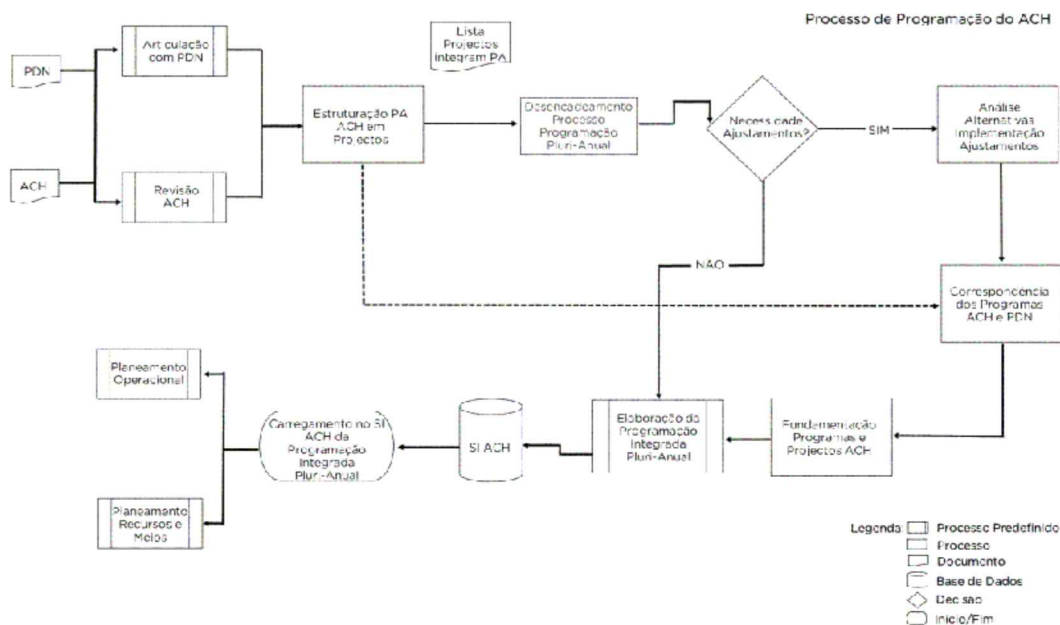 Processo de Programação do ACH
Lista
Projectos
integram PA
PDN
Articulação
com PDN
Estruturação PA
ACH em
Projectos
Desencadeamento
Processo
Programação
Pluri-Anual
Necessidade
Ajustamentos?
SIM
Análise
Alternativas
Implementação
Ajustamentos
ACH
Revisão
ACH
NÃO
Correspondência
dos Programas
ACH e PDN
Planeamento
Operacional
Carregamento no SI
ACH da
Programação
Integrada
Pluri-Anual
SI ACH
Elaboração da
Programação
Integrada
Pluri-Anual
Fundamentação
Programas e
Projectos ACH
Planeamento
Recursos e
Meios
Legenda:
Processo Predefinido
Processo
Documento
Base de Dados
Decisão
Início/Fim